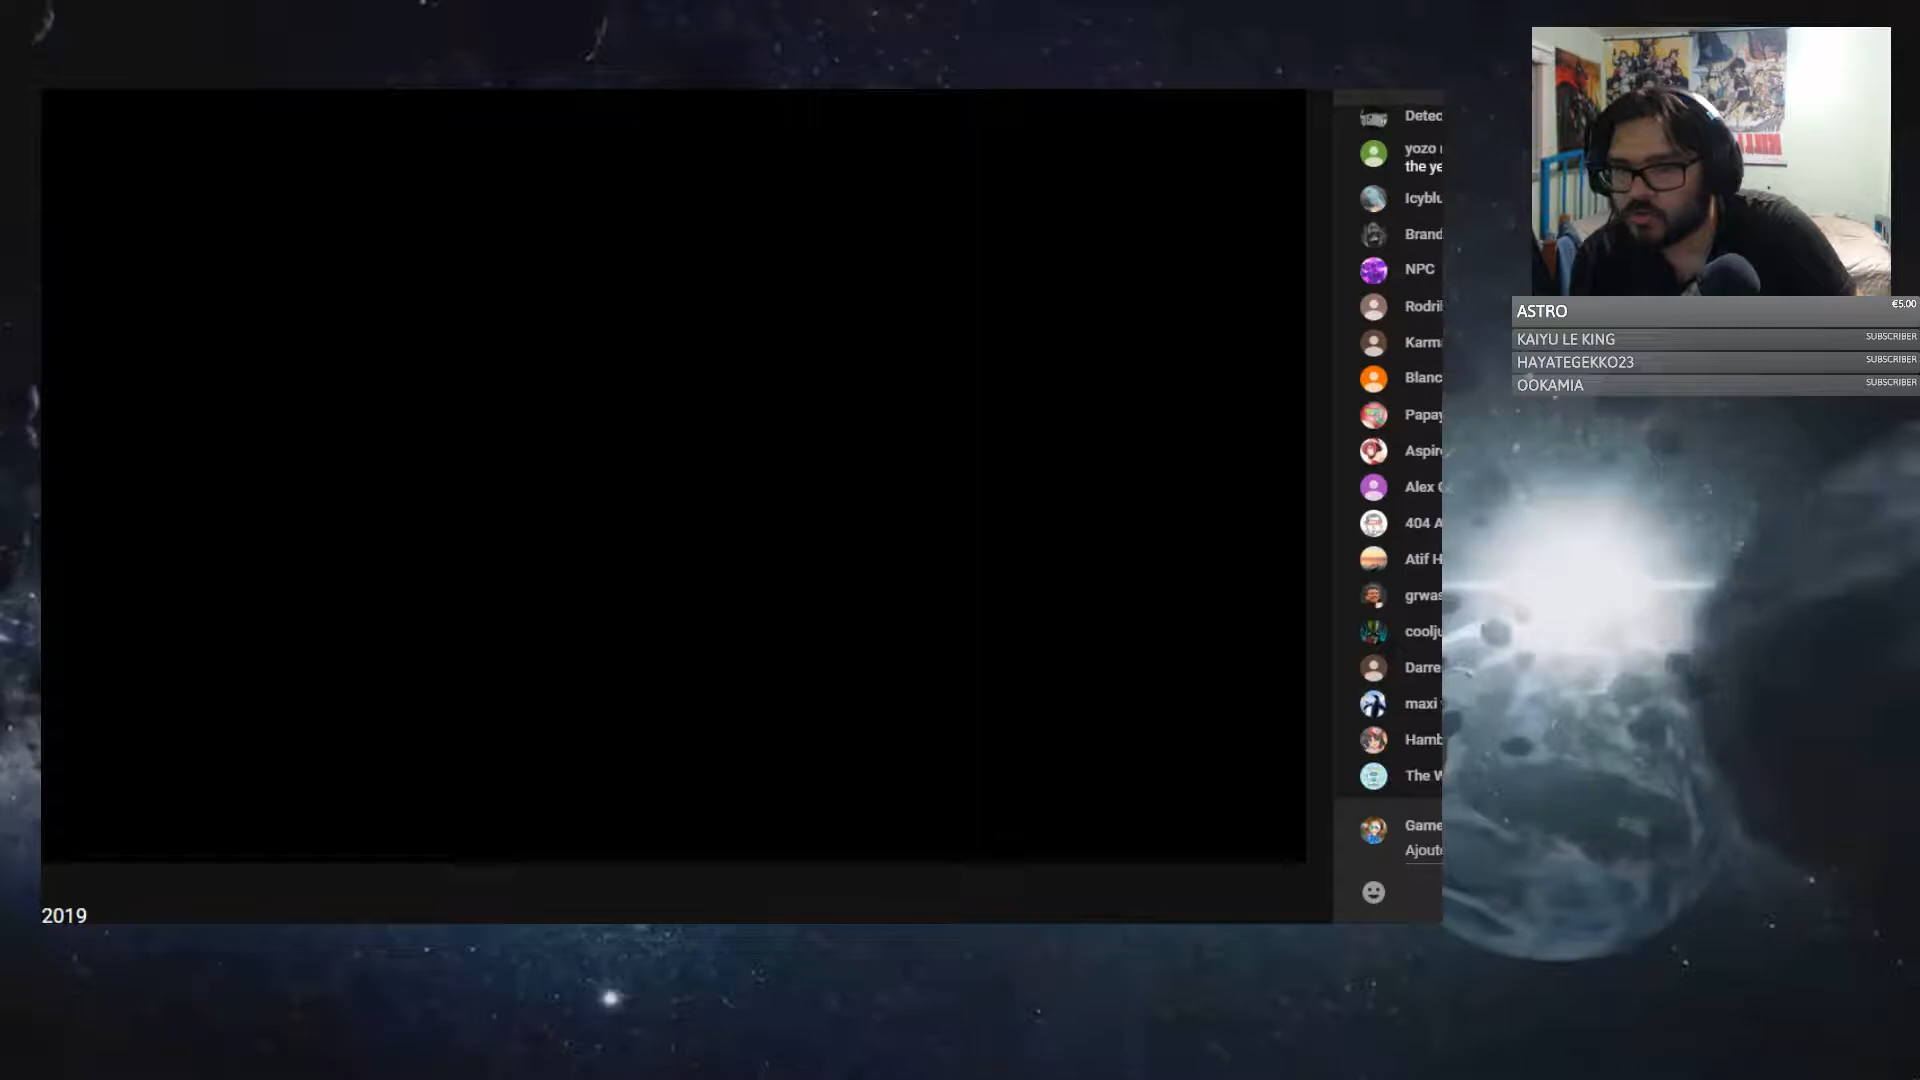 Detec
yozo
the ye
Icyblu
Brand
NPC
Rodri
Karm
Blanc
Papay
Aspir
Alex
404 A
Atif H
grwas
coolju
Darre
maxi
Hamb
The W
Game
Ajout
2019
ASTRO €5.00
KAIYU LE KING SUBSCRIBER
HAYATEGEKKO23 SUBSCRIBER
OOKAMIA SUBSCRIBER